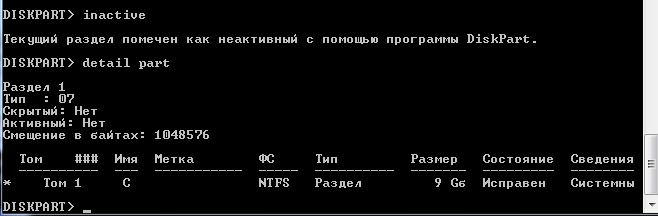 DISKPART> inactive
Текущий раздел помечен как неактивный с помощью программы DiskPart.
DISKPART> detail part
Раздел 1
Тип : 07
Скрытый: Нет
Активный: Нет
Смещение в байтах: 1048576
Том ### Имя Метка ФС Тип Размер Состояние Сведения
---------- --- ----------- ----- ---------- ------- --------- --------
* Том 1 C NTFS Раздел 9 Gб Исправен Системны
DISKPART> _